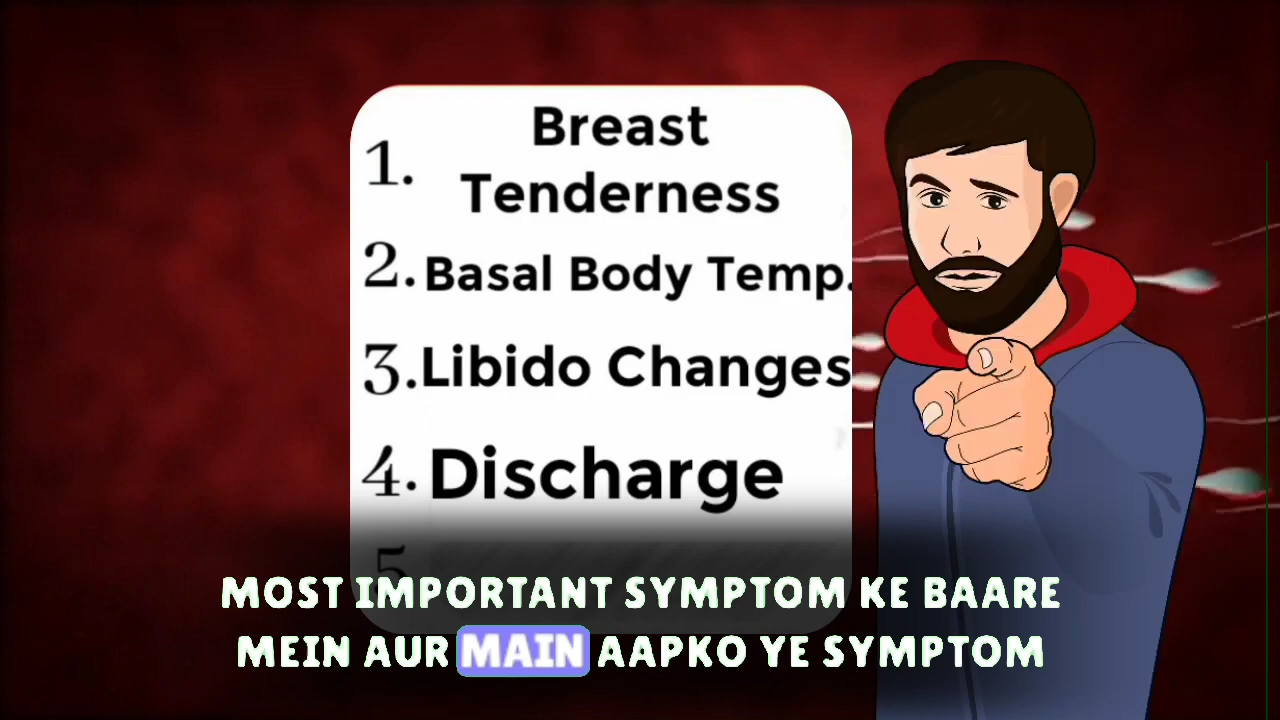 1. Breast
Tenderness
2. Basal Body Temp.
3. Libido Changes
4. Discharge
5
MOST IMPORTANT SYMPTOM KE BAARE
MEIN AUR MAIN AAPKO YE SYMPTOM